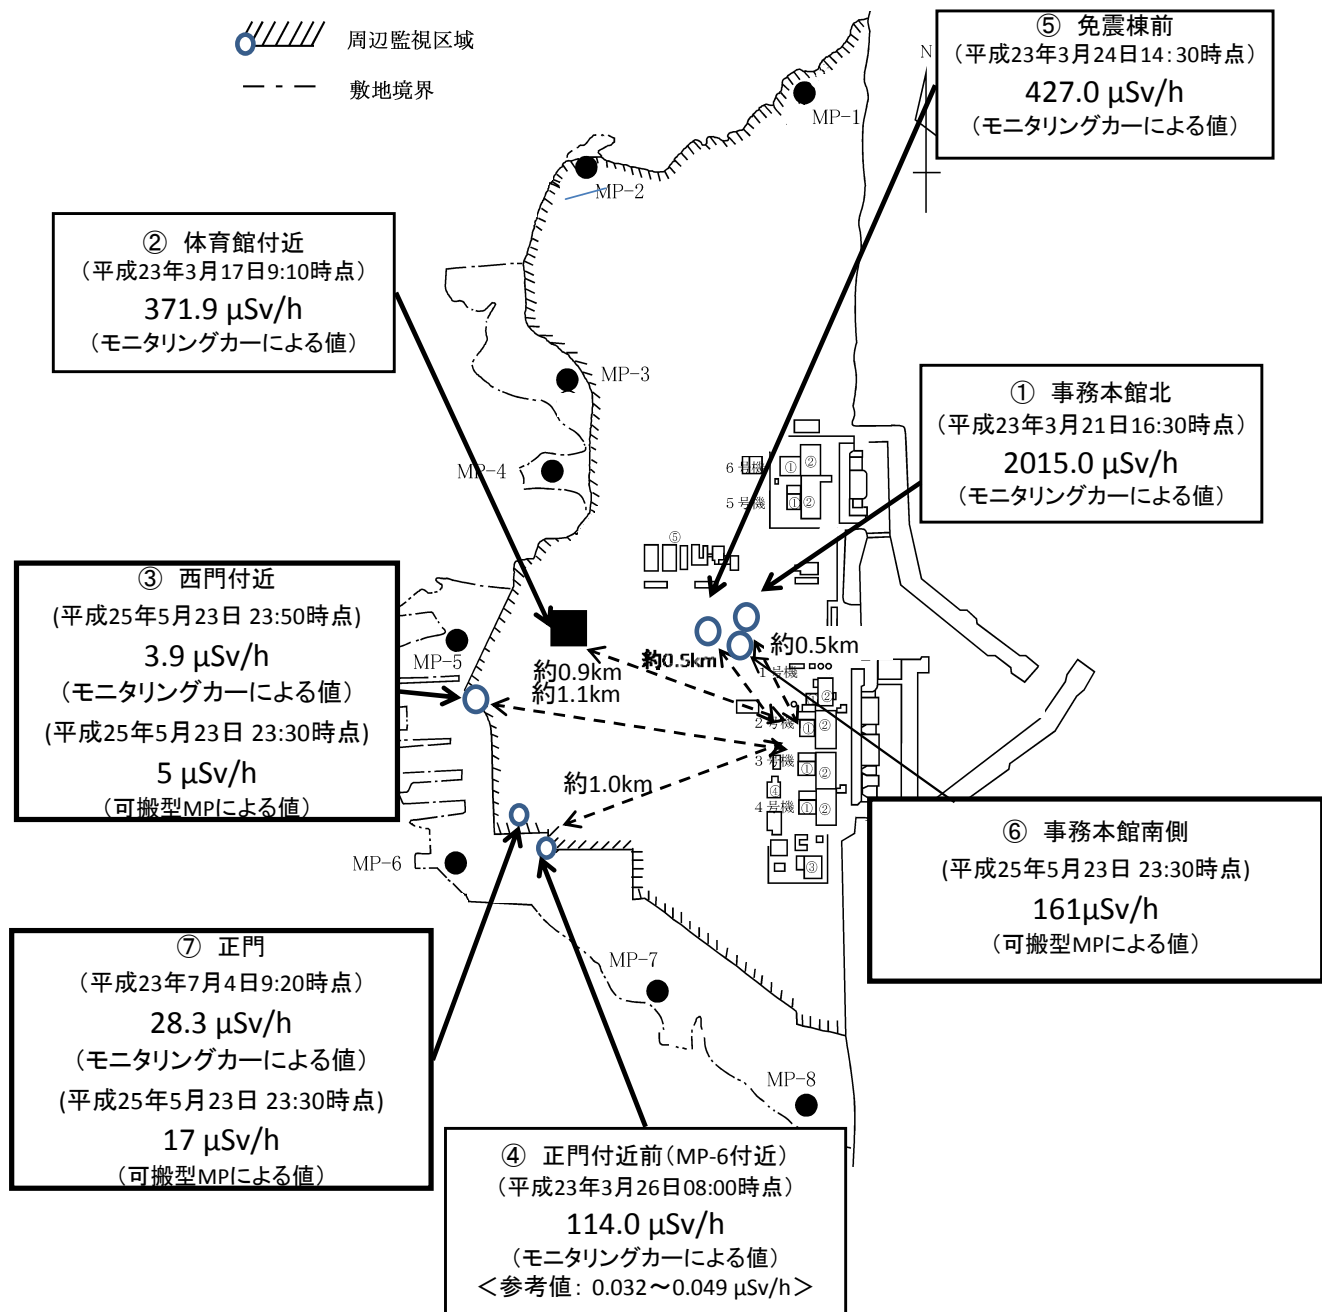 周辺監視区域
敷地境界
⑤ 免震棟前
（平成23年3月24日14：30時点）
427.0 µSv/h
（モニタリングカーによる値）
N
MP-1
MP-2
② 体育館付近
（平成23年3月17日9:10時点）
371.9 µSv/h
（モニタリングカーによる値）
MP-3
① 事務本館北
（平成23年3月21日16:30時点）
2015.0 µSv/h
（モニタリングカーによる値）
MP-4
6号機
①
②
5号機
①
②
⑤
③ 西門付近
(平成25年5月23日 23:50時点)
3.9 µSv/h
（モニタリングカーによる値）
(平成25年5月23日 23:30時点)
5 µSv/h
（可搬型MPによる値）
MP-5
約0.9km
約1.1km
約0.5km
約0.5km
1号機
②
2号機
①
②
3号機
①
②
④
4号機
①
②
③
約1.0km
MP-6
⑥ 事務本館南側
(平成25年5月23日 23:30時点)
161µSv/h
（可搬型MPによる値）
⑦ 正門
（平成23年7月4日9:20時点）
28.3 µSv/h
（モニタリングカーによる値）
(平成25年5月23日 23:30時点)
17 µSv/h
（可搬型MPによる値）
MP-7
MP-8
④ 正門付近前（MP-6付近）
（平成23年3月26日08:00時点）
114.0 µSv/h
（モニタリングカーによる値）
＜参考値： 0.032～0.049 µSv/h＞